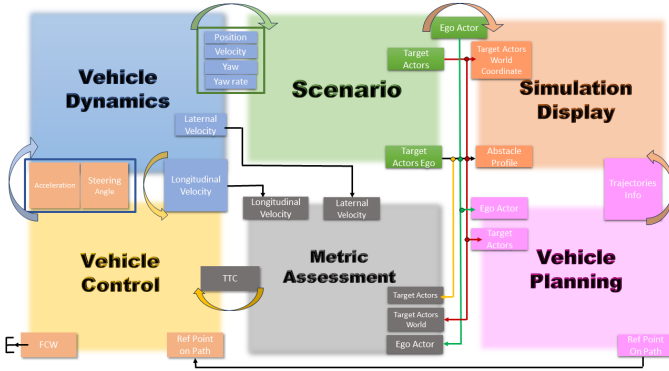 Ego Actor
Position
Velocity
Yaw
Yaw rate
Vehicle
Dynamics
Scenario
Target
Actors
Target Actors
World
Coordinate
Simulation
Display
Laternal
Velocity
Target
Actors Ego
Abstacle
Profile
Acceleration
Steering
Angle
Longitudinal
Velocity
Longitudinal
Velocity
Laternal
Velocity
Trajectories
Info
Ego Actor
Target
Actors
Vehicle
Control
TTC
Metric
Assessment
Vehicle
Planning
Target Actors
Target Actors
World
Ego Actor
FCW
Ref Point
on Path
Ref Point
On Path